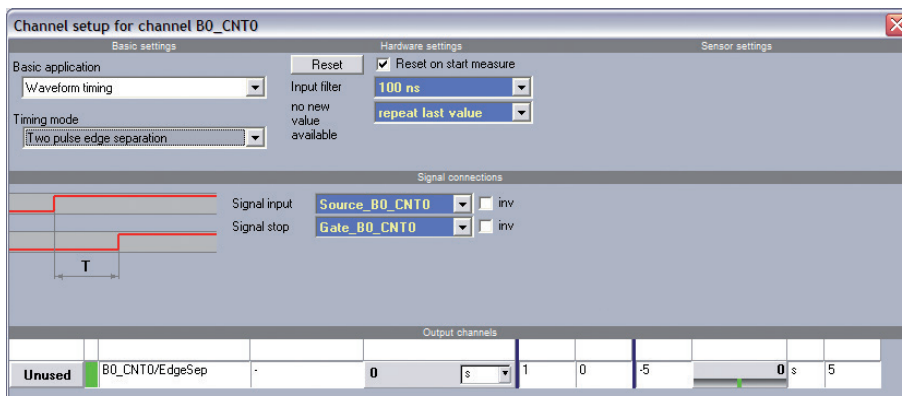 Channel setup for channel B0_CNT0
Basic settings
Hardware settings
Sensor settings
Basic application
Waveform timing
Timing mode
Two pulse edge separation
Reset
Reset on start measure
Input filter
100 ns
no new
value
available
repeat last value
Signal connections
Signal input
Source_B0_CNT0
inv
Signal stop
Gate_B0_CNT0
inv
T
Output channels
Unused B0_CNT0/EdgeSep - 0 s 1 0 -5 0 s 5